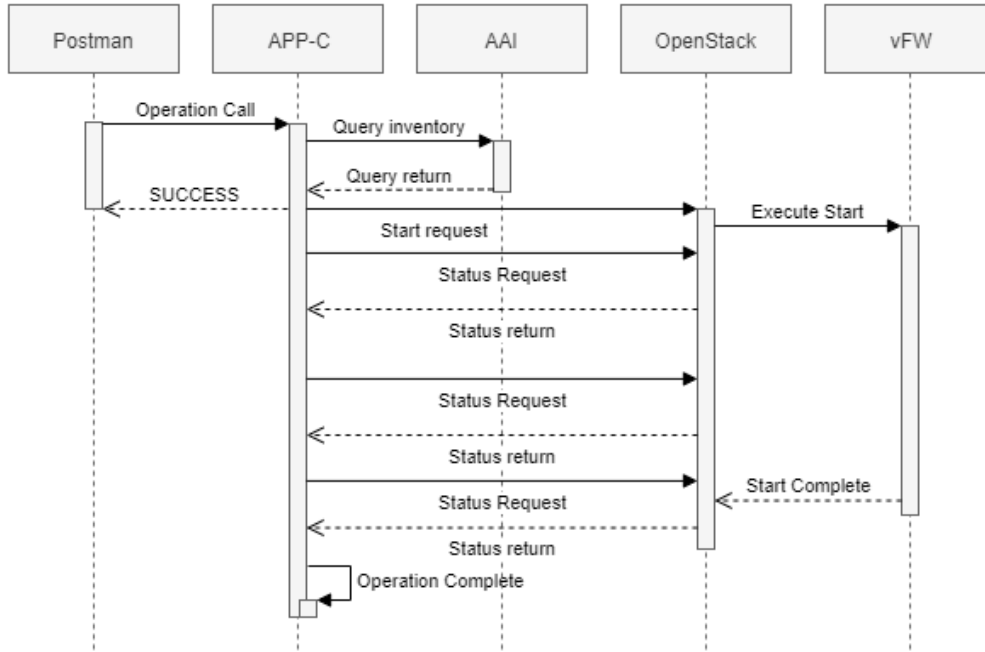 Postman
APP-C
AAI
OpenStack
vFW
Operation Call
Query inventory
Query return
SUCCESS
Execute Start
Start request
Status Request
Status return
Status Request
Status return
Start Complete
Status Request
Status return
Operation Complete